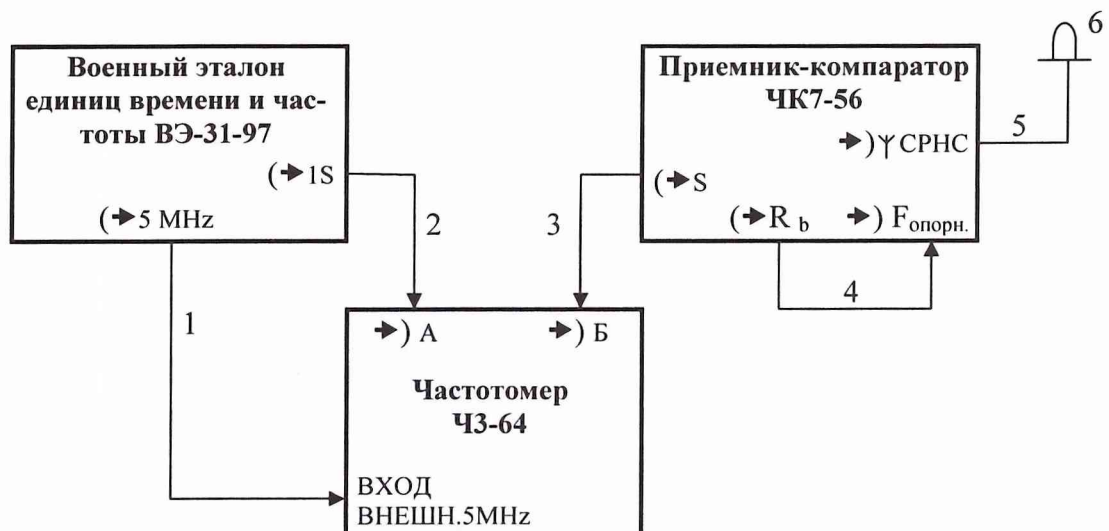 6
Военный эталон
единиц времени и час-
тоты ВЭ-31-97
(➔1S
(➔5 MHz
Приемник-компаратор
ЧК7-56
➔)Ұ СРНС
5
(➔S
(➔R b ➔) Fопорн.
2
3
4
1
➔) А ➔) Б
Частотомер
Ч3-64
ВХОД
ВНЕШН.5MHz